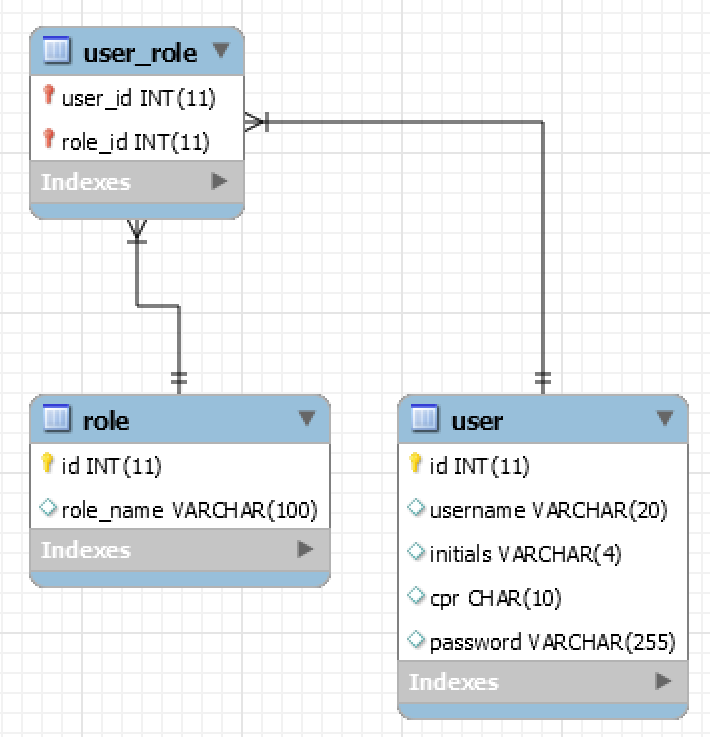 user_role
user_id INT(11)
role_id INT(11)
Indexes
role
id INT(11)
role_name VARCHAR(100)
Indexes
user
id INT(11)
username VARCHAR(20)
initials VARCHAR(4)
cpr CHAR(10)
password VARCHAR(255)
Indexes